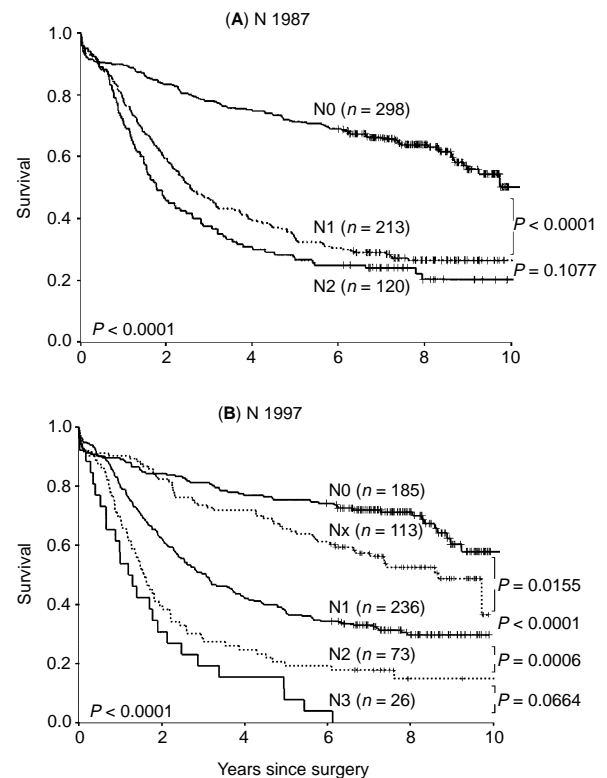 (A) N 1987
1.0
0.8
0.6
0.4
0.2
0.0
Survival
N0 (n = 298)
N1 (n = 213)
N2 (n = 120)
P < 0.0001
P = 0.1077
P < 0.0001
0 2 4 6 8 10
(B) N 1997
1.0
0.8
0.6
0.4
0.2
0.0
Survival
N0 (n = 185)
Nx (n = 113)
N1 (n = 236)
N2 (n = 73)
N3 (n = 26)
P = 0.0155
P < 0.0001
P = 0.0006
P = 0.0664
P < 0.0001
0 2 4 6 8 10
Years since surgery